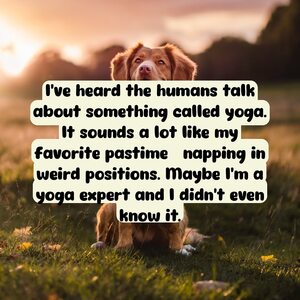 I've heard the humans talk
about something called yoga.
It sounds a lot like my
favorite pastime napping in
weird positions. Maybe I'm a
yoga expert and I didn't even
know it.